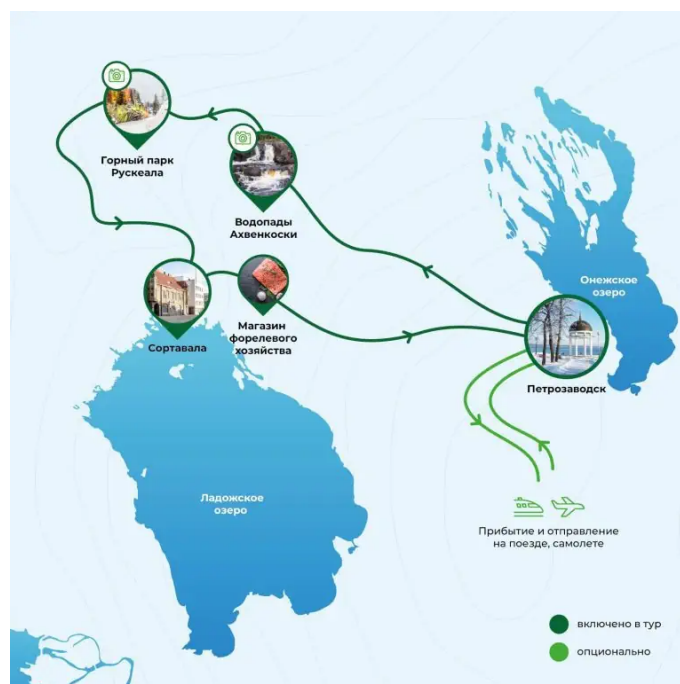 Горный парк
Рускеала
Водопады
Ахвенкоски
Онежское
озеро
Сортавала
Магазин
форелевого
хозяйства
Петрозаводск
Ладожское
озеро
Прибытие и отправление
на поезде, самолете
включено в тур
опционально